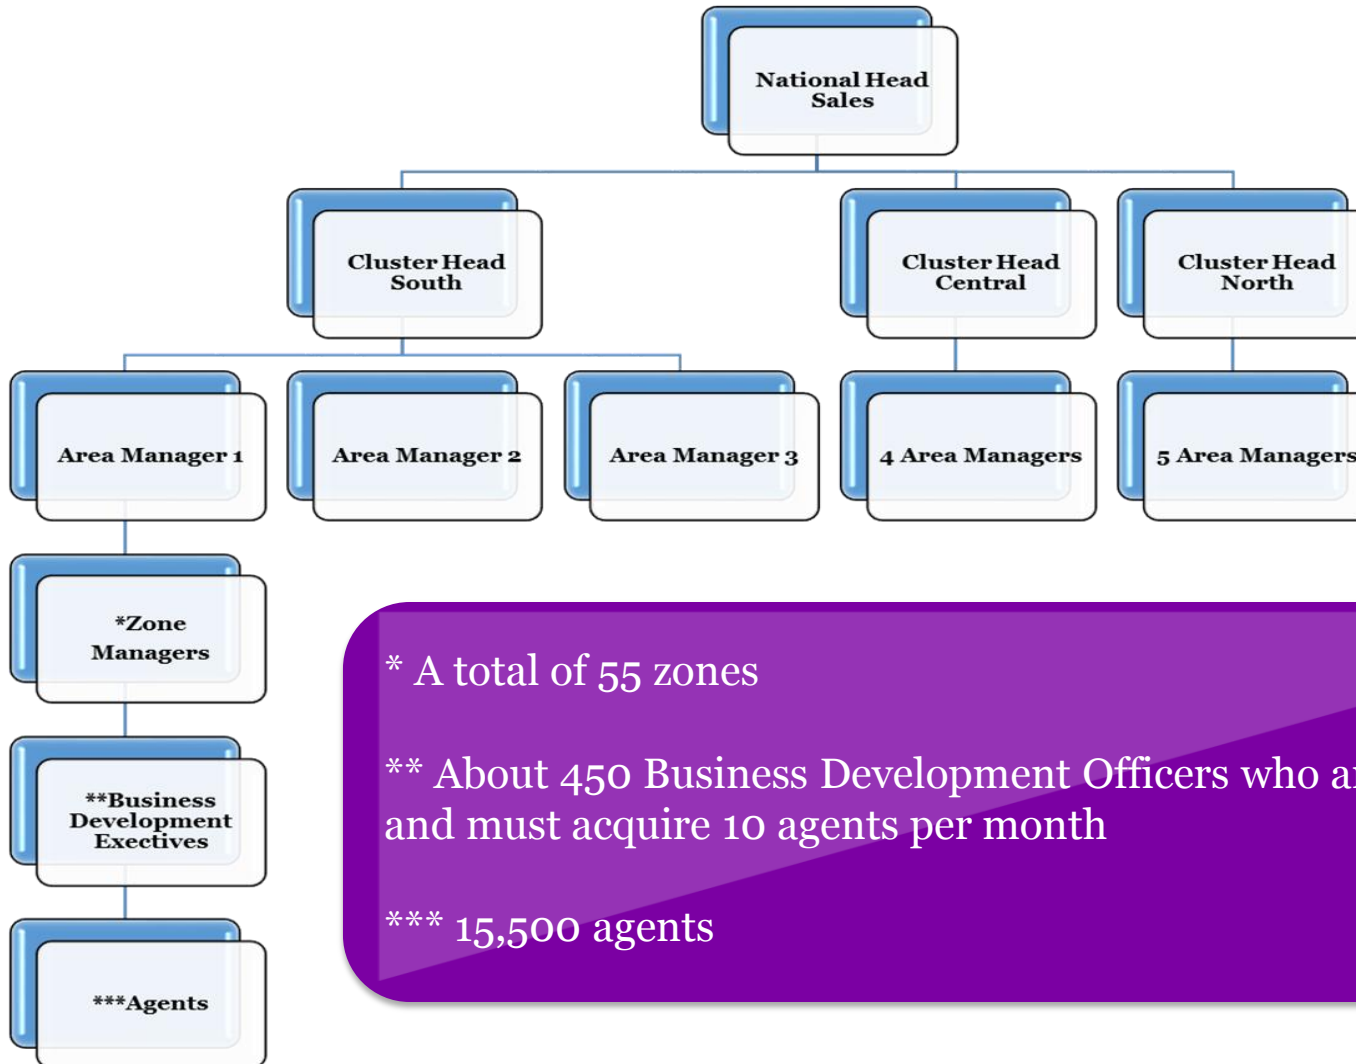 National Head
Sales
Cluster Head
South
Cluster Head
Central
Cluster Head
North
Area Manager 1
Area Manager 2
Area Manager 3
4 Area Managers
5 Area Managers
*Zone
Managers
**Business
Development
Exectives
***Agents
* A total of 55 zones
** About 450 Business Development Officers who
and must acquire 10 agents per month
*** 15,500 agents